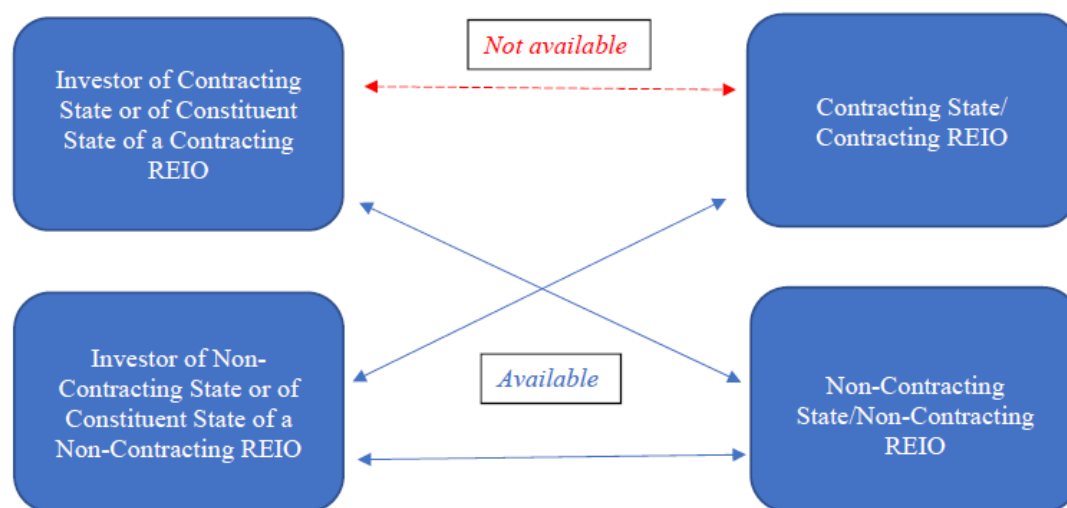 Not available
Investor of Contracting
State or of Constituent
State of a Contracting
REIO
Contracting State/
Contracting REIO
Investor of Non-
Contracting State or of
Constituent State of a
Non-Contracting REIO
Available
Non-Contracting
State/Non-Contracting
REIO